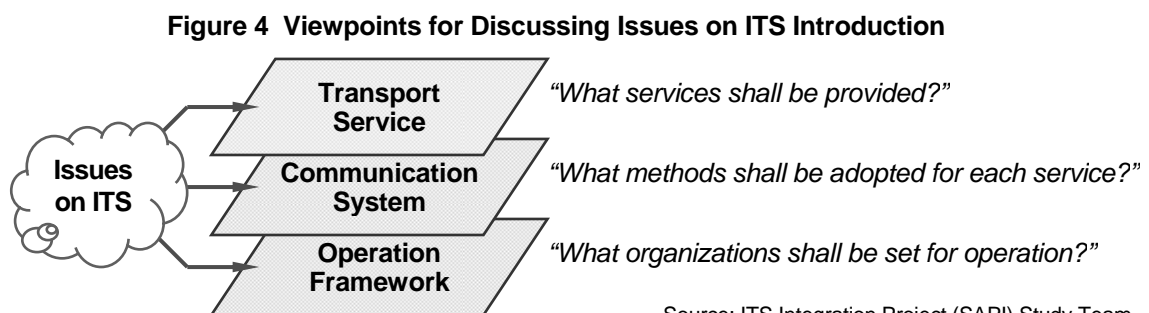 Figure 4 Viewpoints for Discussing Issues on ITS Introduction
Transport
Service
“What services shall be provided?”
Issues
on ITS
Communication
System
“What methods shall be adopted for each service?”
Operation
Framework
“What organizations shall be set for operation?”
Source: ITS Integration Project (SAPI) Study Team